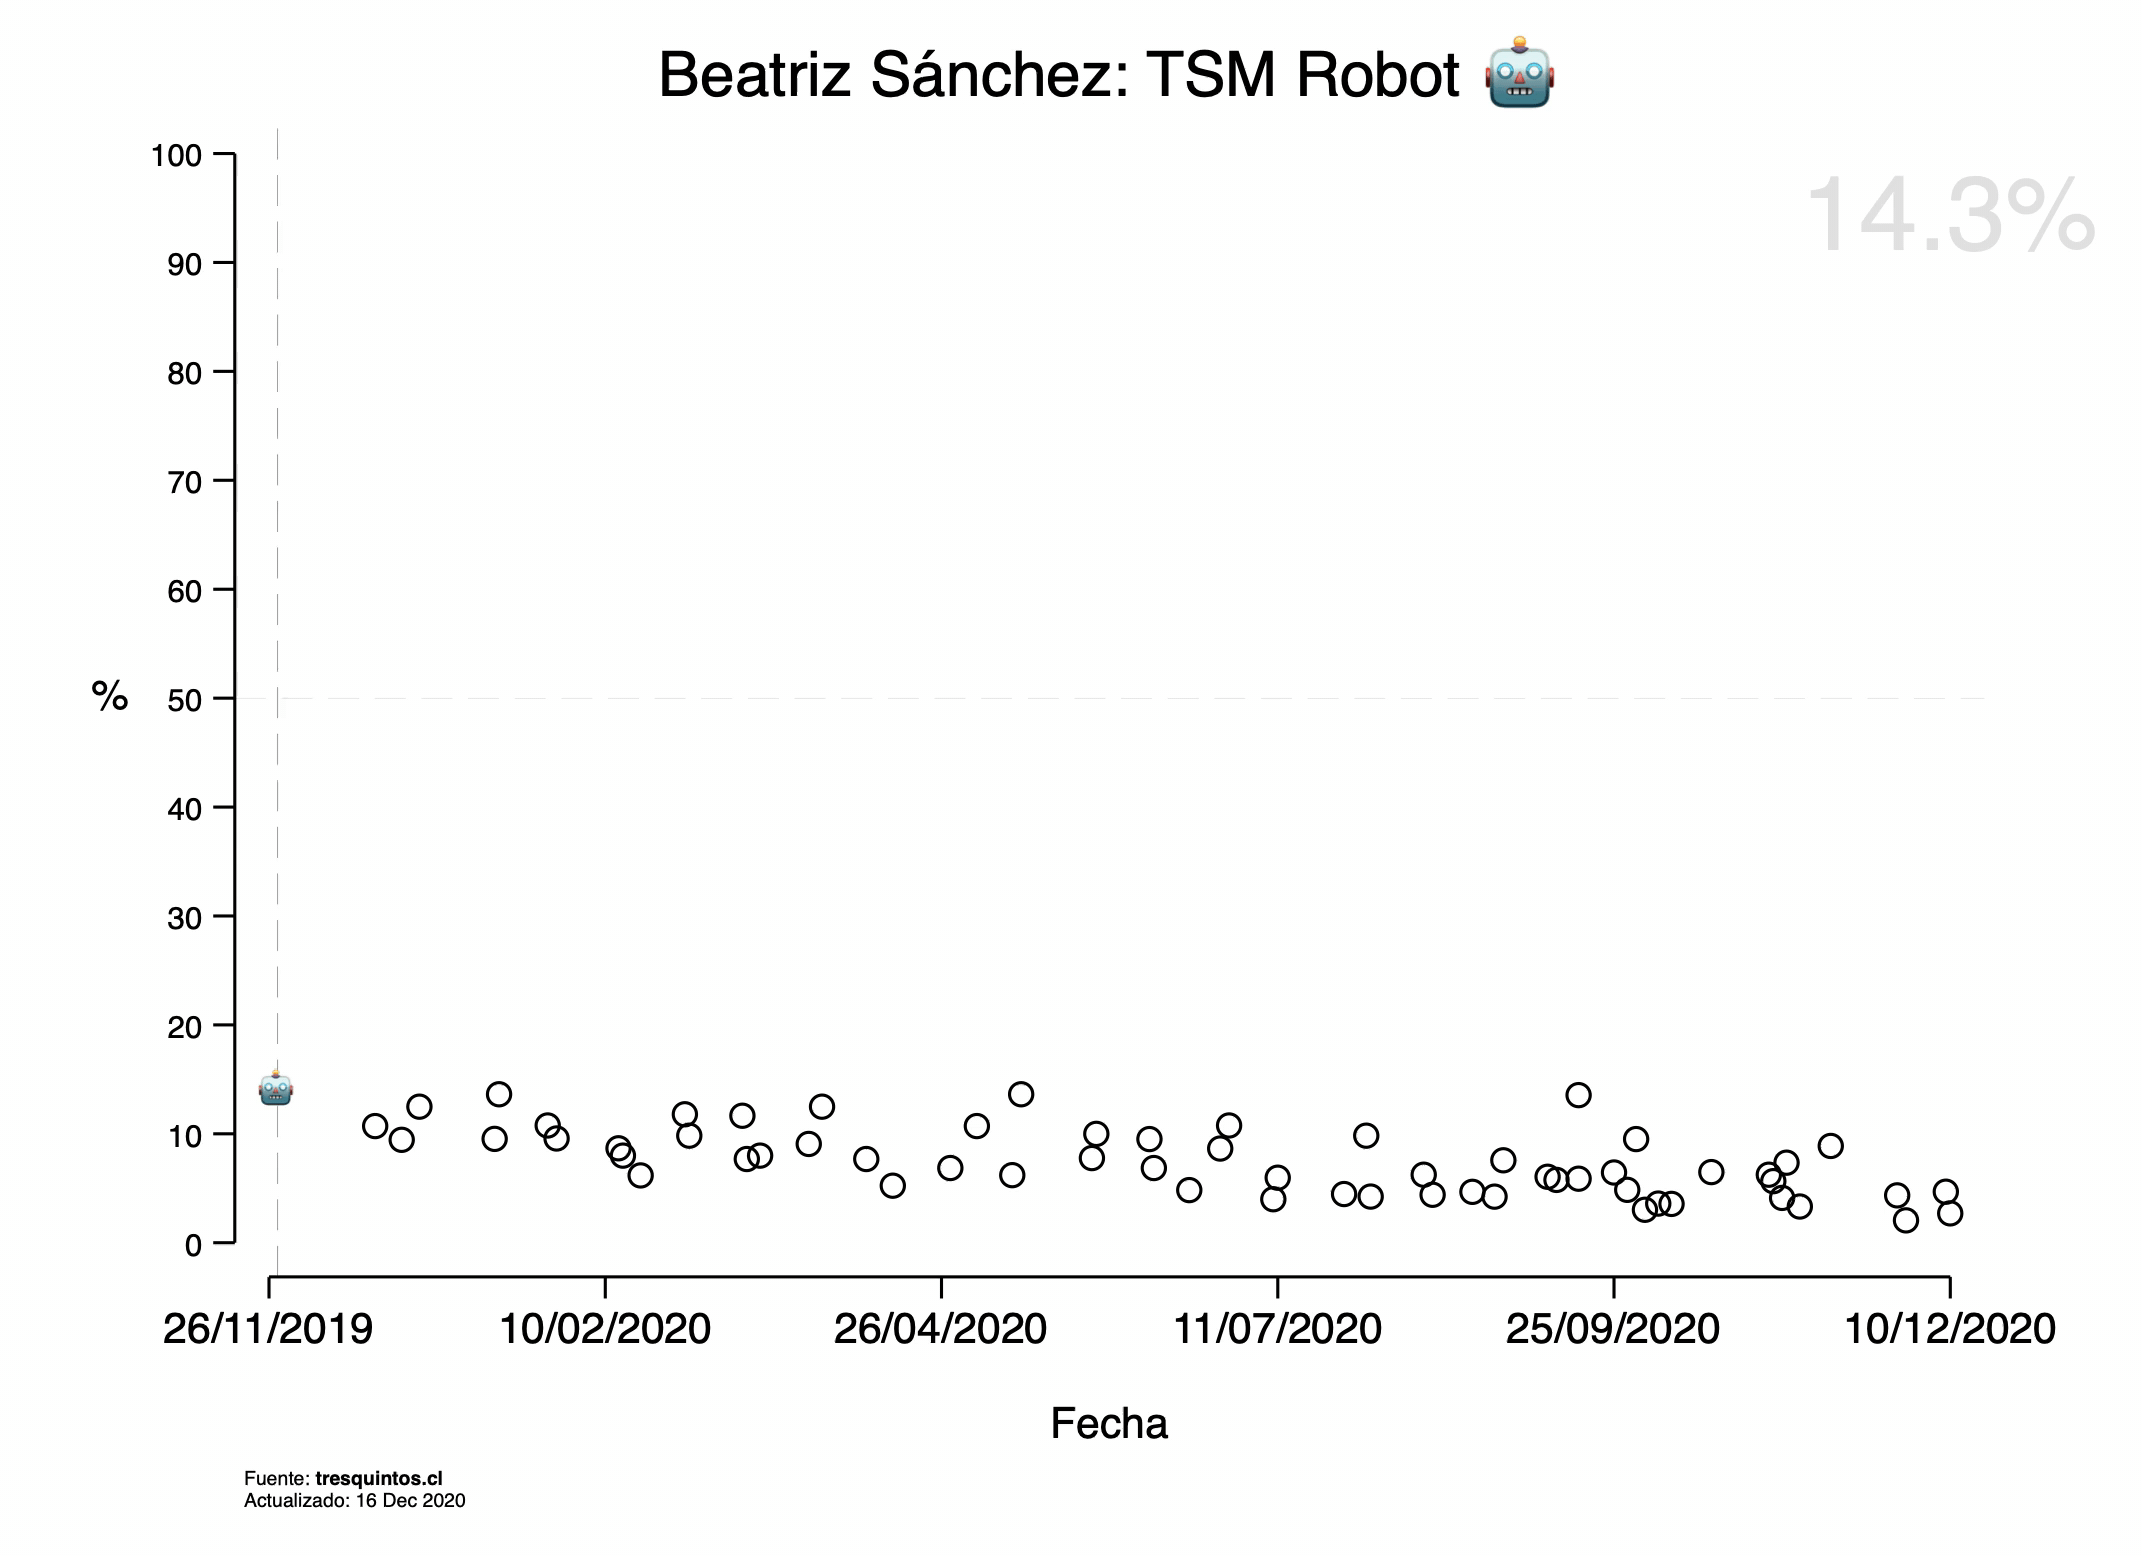 Beatriz Sánchez: TSM Robot 🤖
14.3%
100
90
80
70
60
50
40
30
20
10
0
%
26/11/2019 10/02/2020 26/04/2020 11/07/2020 25/09/2020 10/12/2020
Fecha
Fuente: tresquintos.cl
Actualizado: 16 Dec 2020